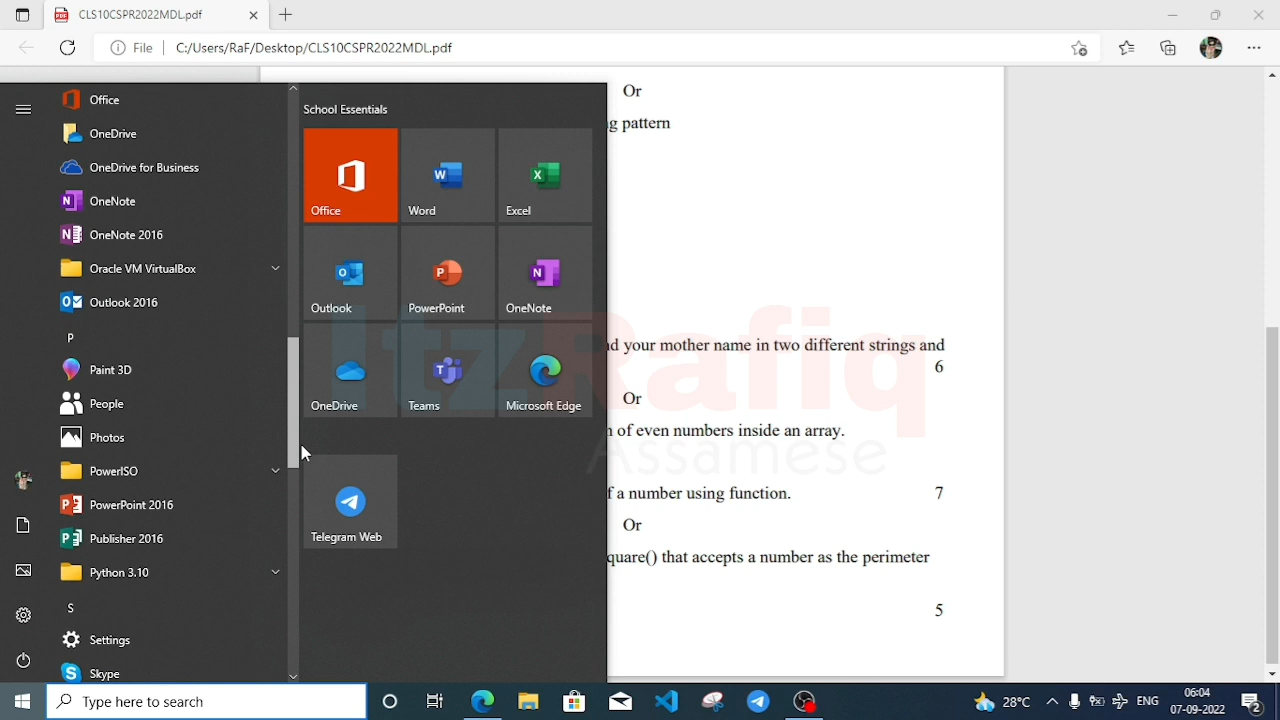 CLS10CSPR2022MDL.pdf
File
C:/Users/RaF/Desktop/CLS10CSPR2022MDL.pdf
Or
g pattern
nd your mother name in two different strings and
6
Or
n of even numbers inside an array.
f a number using function.
7
Or
quare() that accepts a number as the perimeter
5
Office
OneDrive
OneDrive for Business
OneNote
OneNote 2016
Oracle VM VirtualBox
Outlook 2016
P
Paint 3D
People
Photos
PowerISO
PowerPoint 2016
Publisher 2016
Python 3.10
S
Settings
Skype
School Essentials
Office
Word
Excel
Outlook
PowerPoint
OneNote
OneDrive
Teams
Microsoft Edge
Telegram Web
ItzRafiq
Assamese
Type here to search
28°C
ENG
06:04
07-09-2022
2